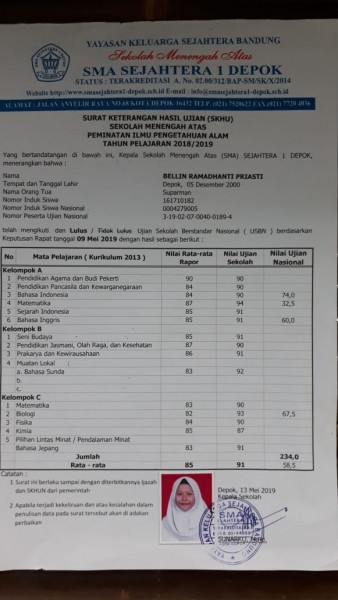 YAYASAN KELUARGA SEJAHTERA BANDUNG
Sekolah Menengah Atas
SMA SEJAHTERA 1 DEPOK
STATUS : TERAKREDITASI A. No. 02.00/312/BAP-SM/SK/X/2014
Website http://www.smasejahtera1-depok.sch.id E-mail
ALAMAT : JALAN ANYELIR RAYA KOTA DEPOK 16432 TELP.(021) 7520622 FAX.(021) 7720 4036
SURAT KETERANGAN HASIL UJIAN (SKHU)
SEKOLAH MENENGAH ATAS
PEMINATAN ILMU PENGETAHUAN ALAM
TAHUN PELAJARAN 2018/2019
Yang bertandatangan di bawah ini, Kepala Sekolah Menengah Atas (SMA) SEJAHTERA 1 DEPOK,
menerangkan bahwa :
Nama BELLIN RAMADHANTI PRIASTI
Tempat dan Tanggal Lahir Depok, 05 Desember 2000
Nama Orang Tua Suparman
Nomor Induk Siswa 161710182
Nomor Induk Siswa Nasional 0004279005
Nomor Peserta Ujian Nasional 3-19-02-07-0040-0189-4
telah mengikuti dan Lulus / Tidak Lulus Ujian Sekolah Berstandar Nasional ( USBN ) berdasarkan
Keputusan Rapat tanggal 09 Mei 2019 dengan hasil sebagai berikut :
No Mata Pelajaran ( Kurikulum 2013 ) Nilai Rata-rata Rapor Nilai Ujian Sekolah Nilai Ujian Nasional
Kelompok A
1 Pendidikan Agama dan Budi Pekerti 90 90
2 Pendidikan Pancasila dan Kewarganegaraan 84 90
3 Bahasa Indonesia 84 90 74,0
4 Matematika 87 94 32,5
5 Sejarah Indonesia 85 91
6 Bahasa Inggris 85 91 60,0
Kelompok B
1 Seni Budaya 85 91
2 Pendidikan Jasmani, Olah Raga, dan Kesehatan 87 90
3 Prakarya dan Kewirausahaan 86 91
4 Muatan Lokal :
a. Bahasa Sunda 83 92
b.
c.
Kelompok C
1 Matematika 83 90
2 Biologi 82 93 67,5
3 Fisika 84 90
4 Kimia 85 87
5 Pilihan Lintas Minat / Pendalaman Minat
Bahasa Jepang 83 91
Jumlah 234,0
Rata - rata 85 91 58,5
Catatan :
1 Surat ini berlaku sampai dengan diterbitkannya Ijazah
dan SKHUN dari pemerintah
2 Apabila terjadi kekeliruan dan atau kesalahan dalam
penulisan data pada surat tersebut akan di adakan
perbaikan
Depok, 13 Mei 2019
Kepala Sekolah
SMA
SEJAHTERA